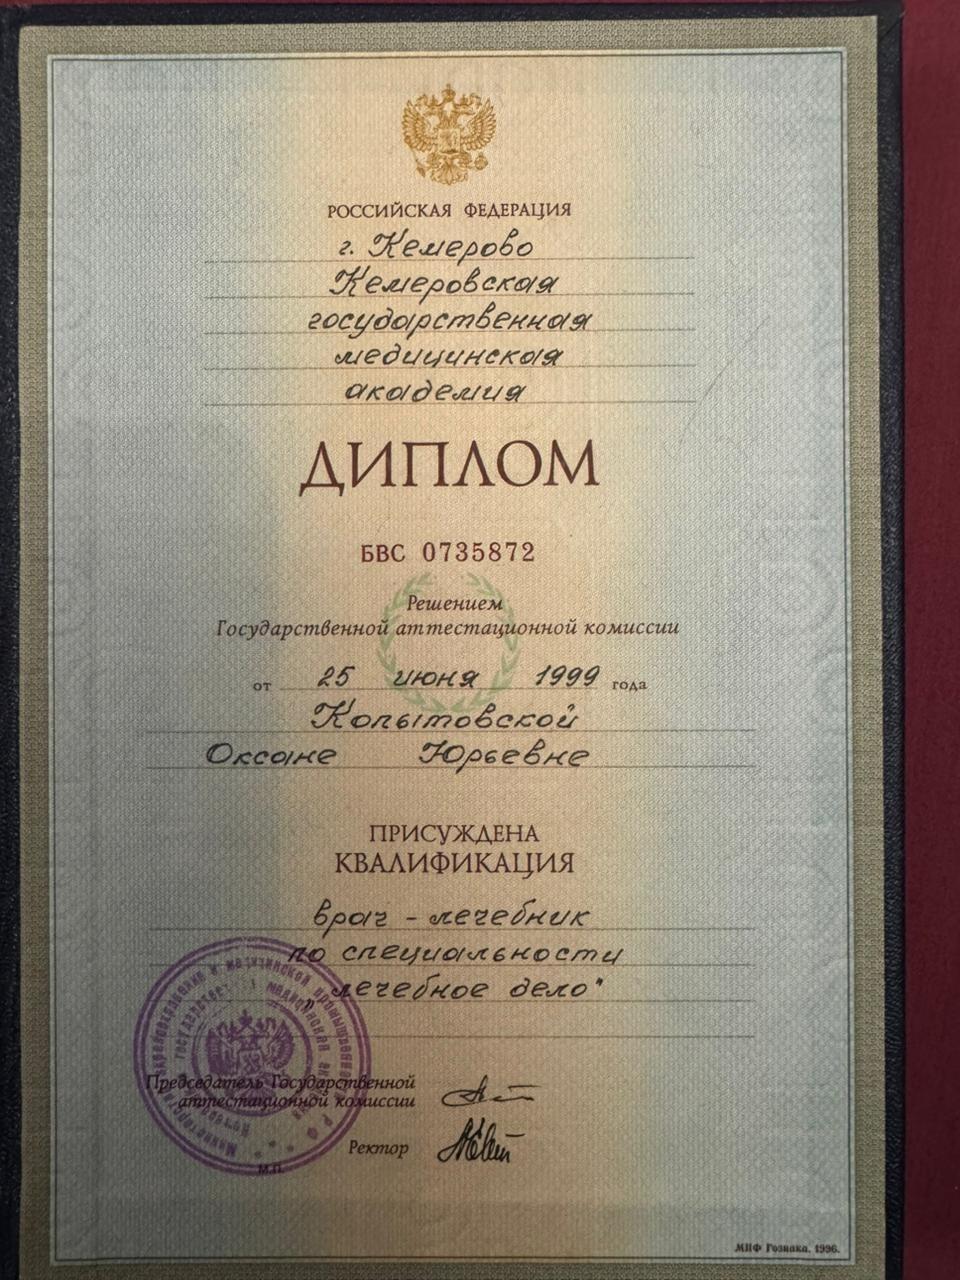 РОССИЙСКАЯ ФЕДЕРАЦИЯ
г. Кемерово
Кемеровская
государственная
медицинская
академия
ДИПЛОМ
БВС 0735872
Решением
Государственной аттестационной комиссии
от 25 июня 1999 года
Копытовской
Оксане Юрьевне
ПРИСУЖДЕНА
КВАЛИФИКАЦИЯ
врач - лечебник
по специальности
„лечебное дело"
Председатель Государственной
аттестационной комиссии
Ректор
М.П.
МПФ Гознака. 1996.